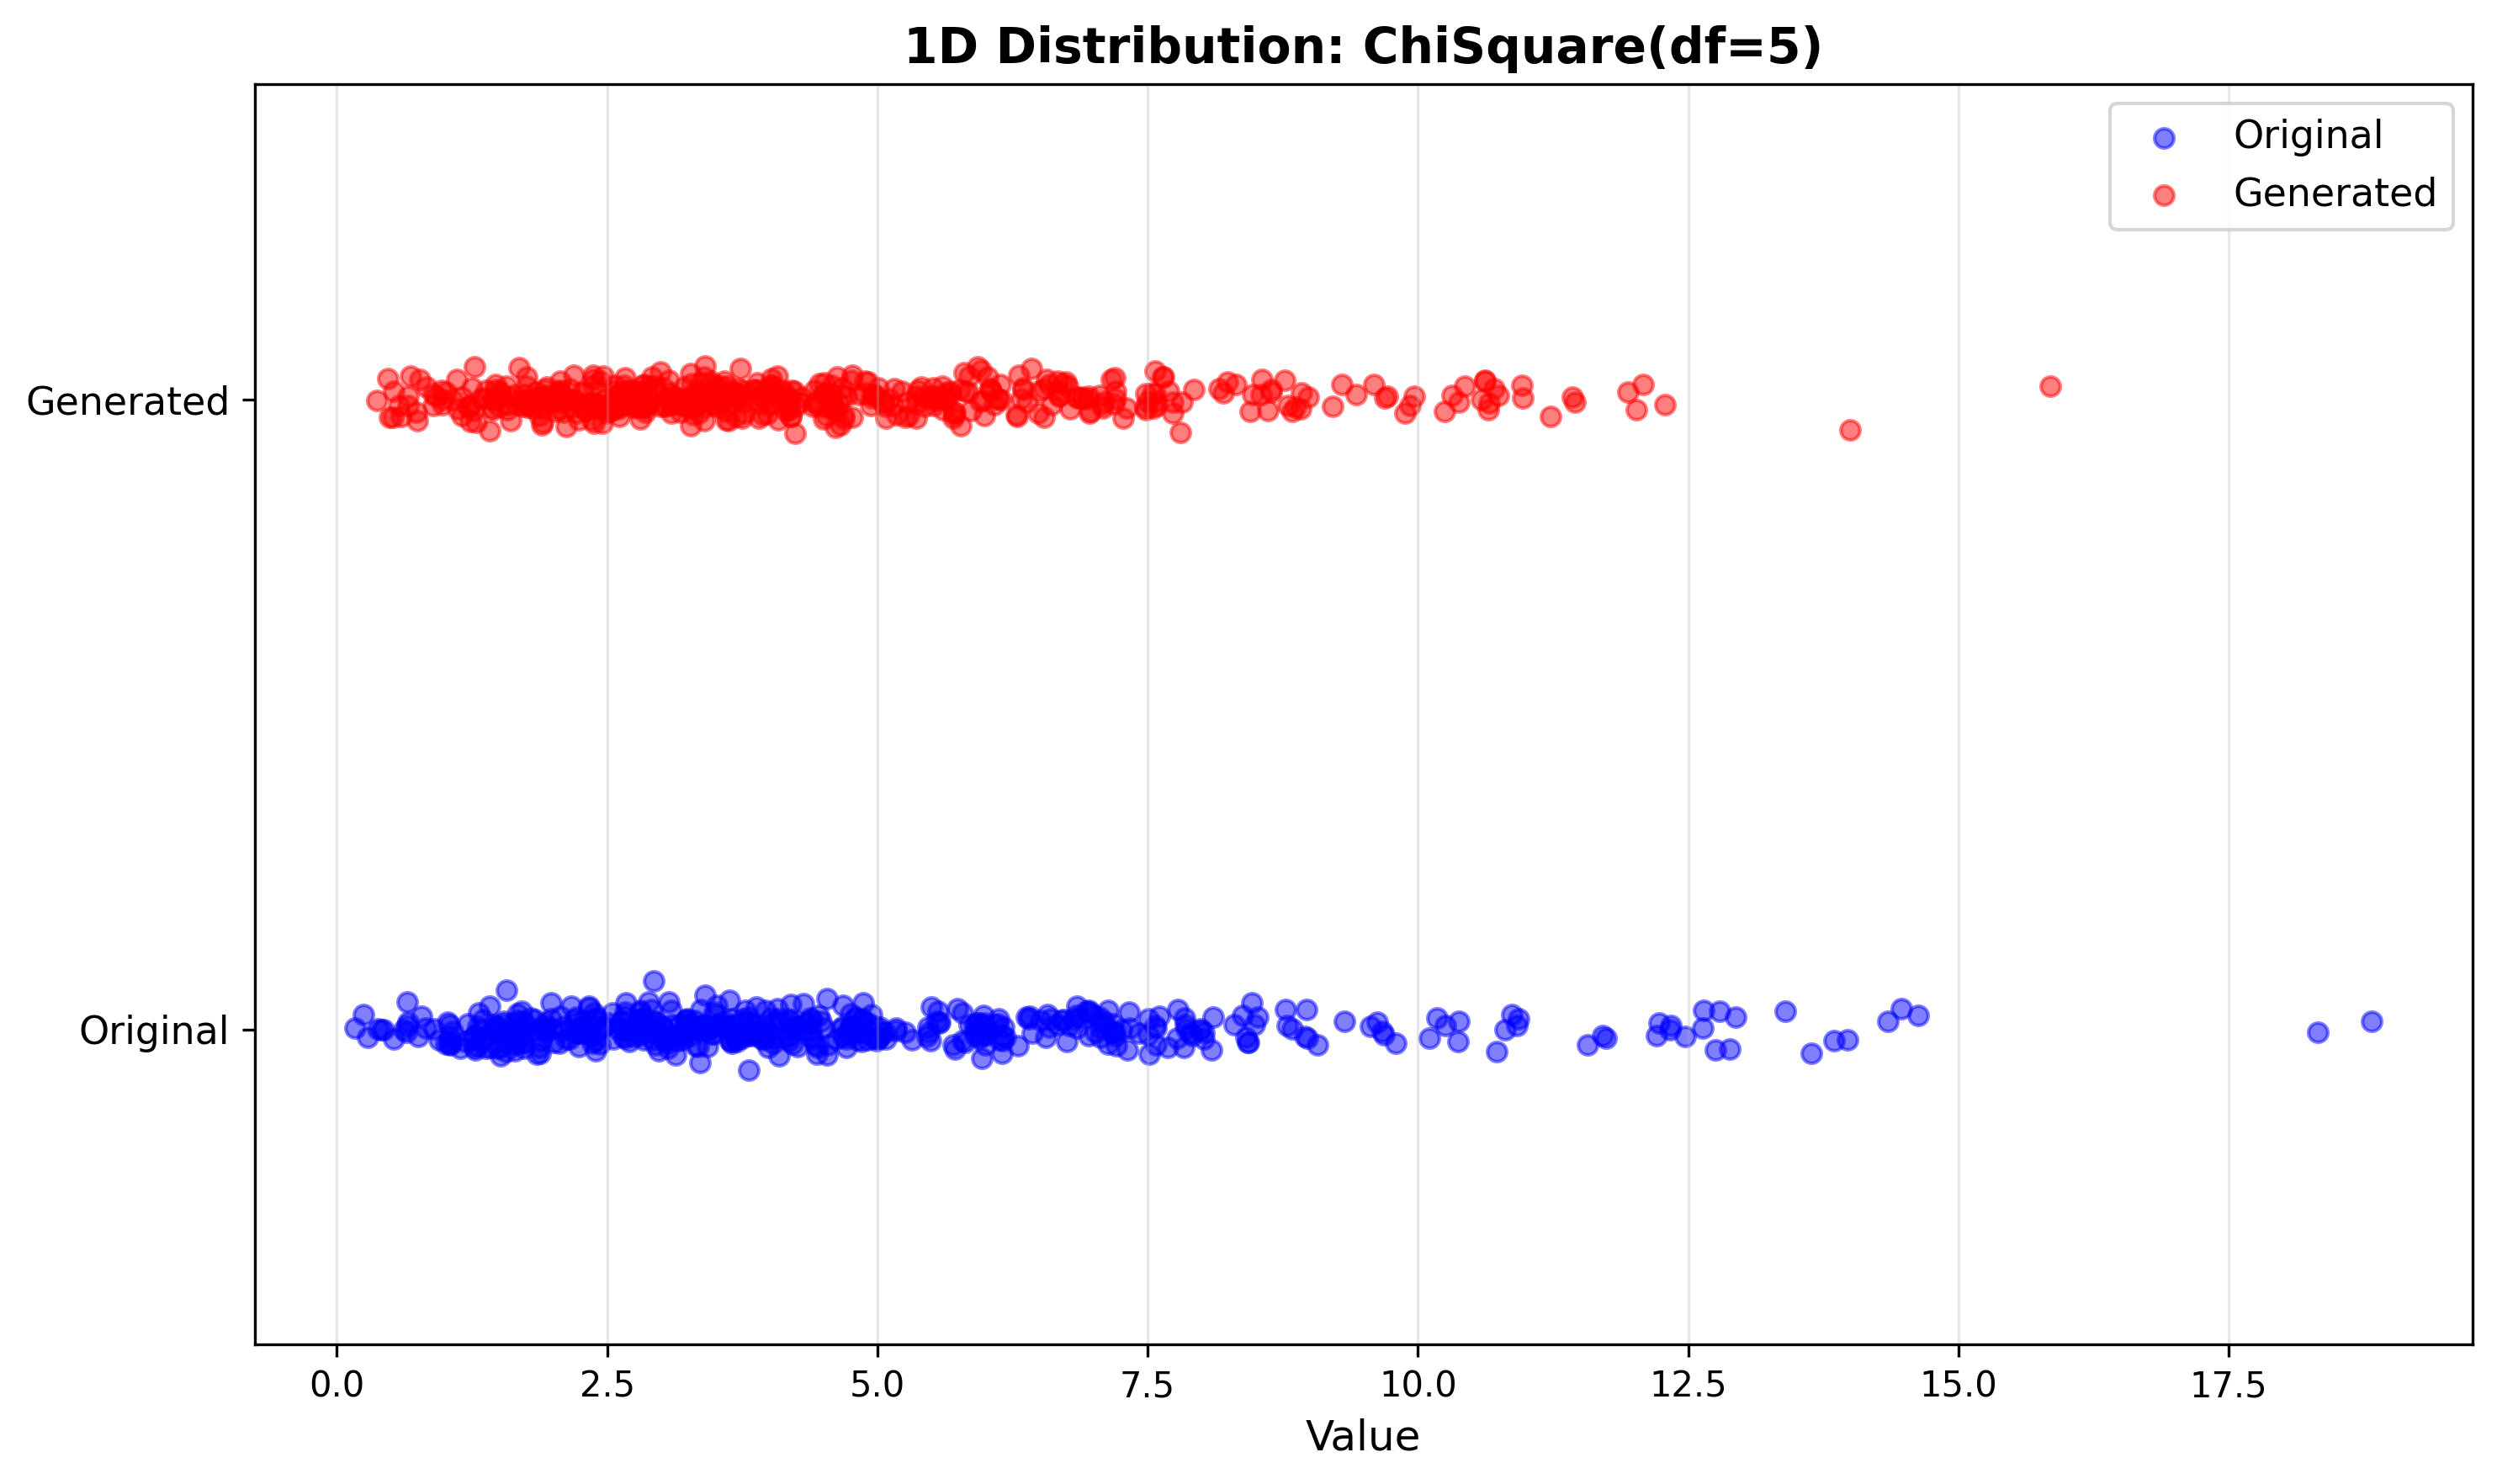 1D Distribution: ChiSquare(df=5)
Original
Generated
Generated
Original
0.0 2.5 5.0 7.5 10.0 12.5 15.0 17.5
Value